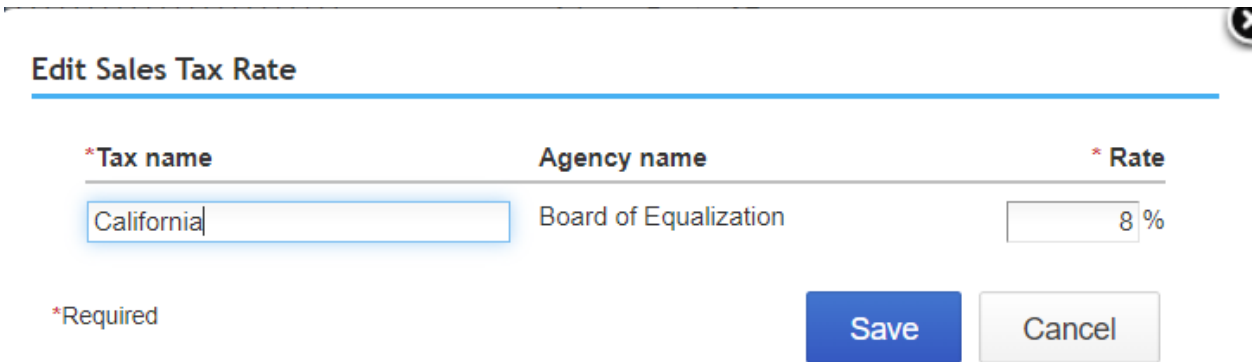 Edit Sales Tax Rate
*Tax name Agency name * Rate
California Board of Equalization 8 %
*Required Save Cancel